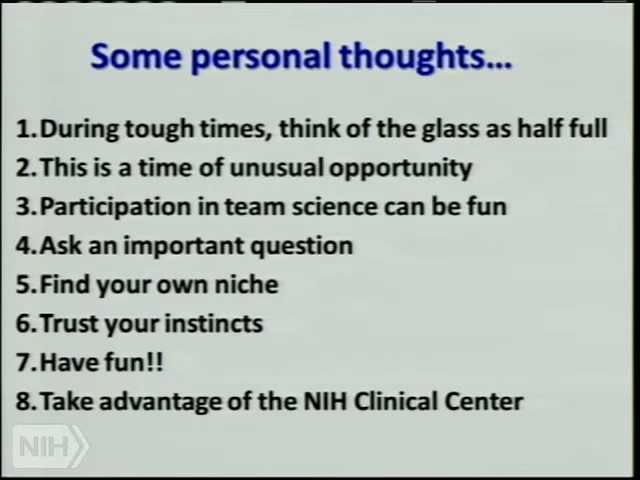 Some personal thoughts...
1.During tough times, think of the glass as half full
2.This is a time of unusual opportunity
3.Participation in team science can be fun
4.Ask an important question
5.Find your own niche
6.Trust your instincts
7.Have fun!!
8.Take advantage of the NIH Clinical Center
NIH